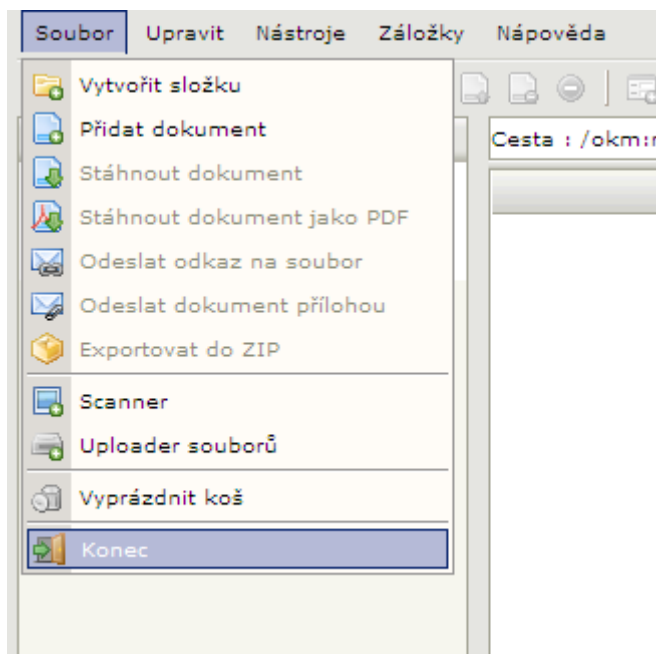 Soubor Upravit Nástroje Záložky Nápověda
Vytvořit složku
Přidat dokument
Cesta : /okm:
Stáhnout dokument
Stáhnout dokument jako PDF
Odeslat odkaz na soubor
Odeslat dokument přílohou
Exportovat do ZIP
Scanner
Uploader souborů
Vyprázdnit koš
Konec